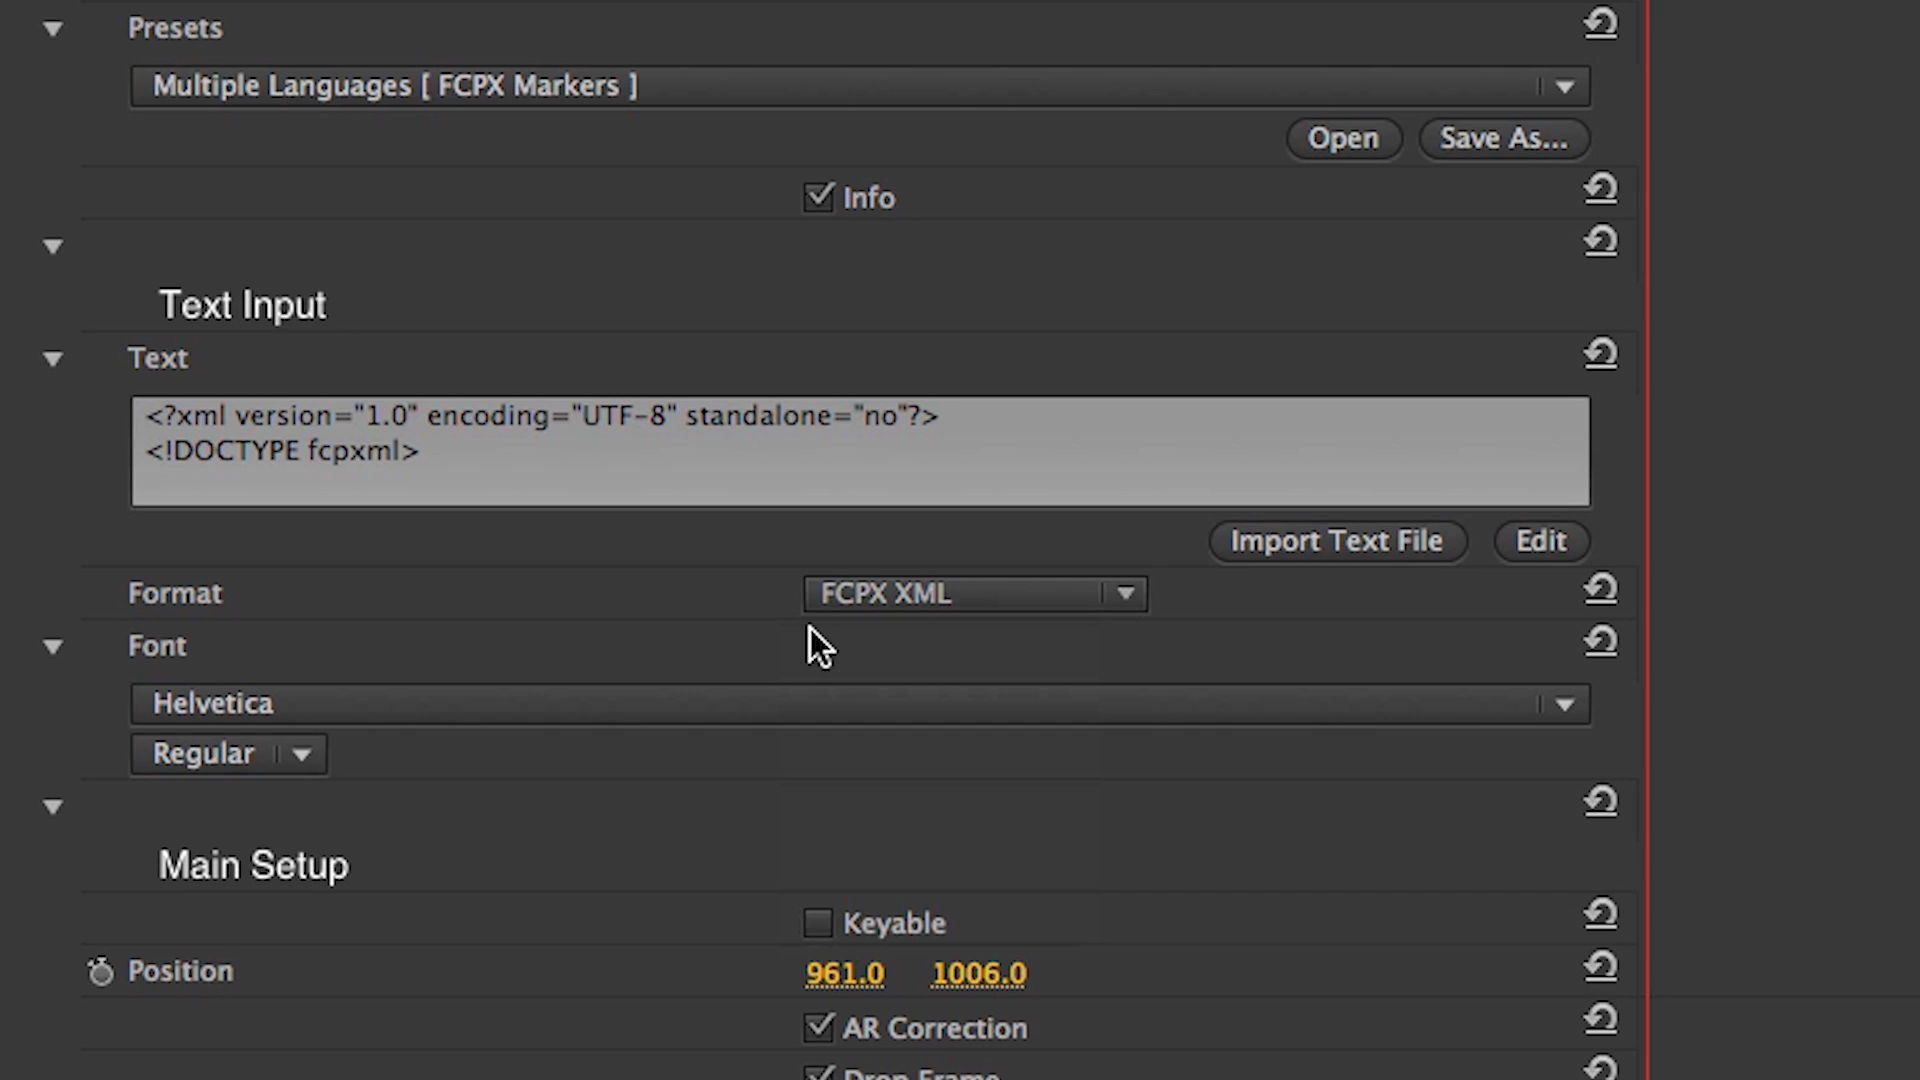 Presets
Multiple Languages [ FCPX Markers ]
Open Save As...
Info
Text Input
Text
<?xml version="1.0" encoding="UTF-8" standalone="no"?>
<!DOCTYPE fcpxml>
Import Text File Edit
Format FCPX XML
Font
Helvetica
Regular
Main Setup
Keyable
Position 961.0 1006.0
AR Correction
Drop Frame